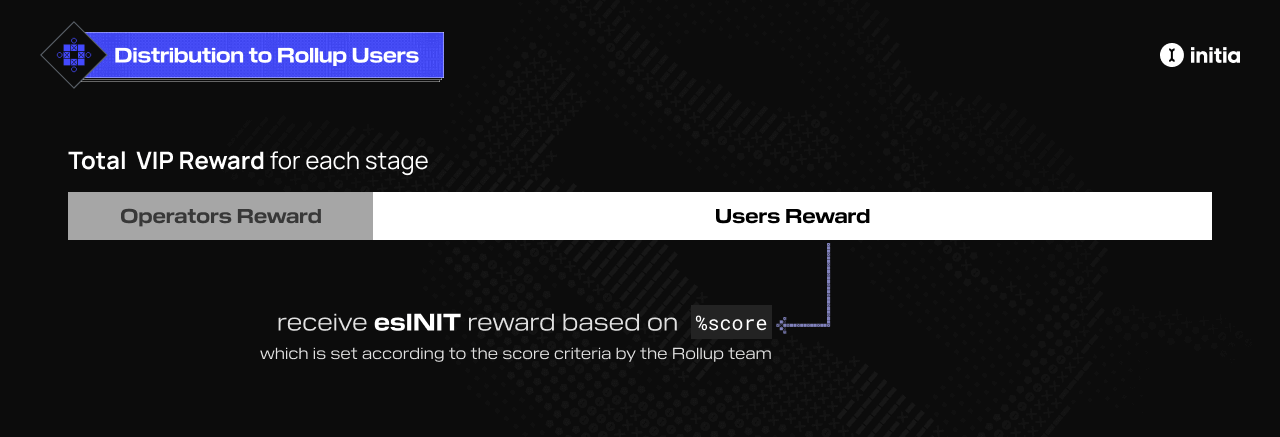 Distribution to Rollup Users
initia
Total VIP Reward for each stage
Operators Reward
Users Reward
receive esINIT reward based on %score
which is set according to the score criteria by the Rollup team